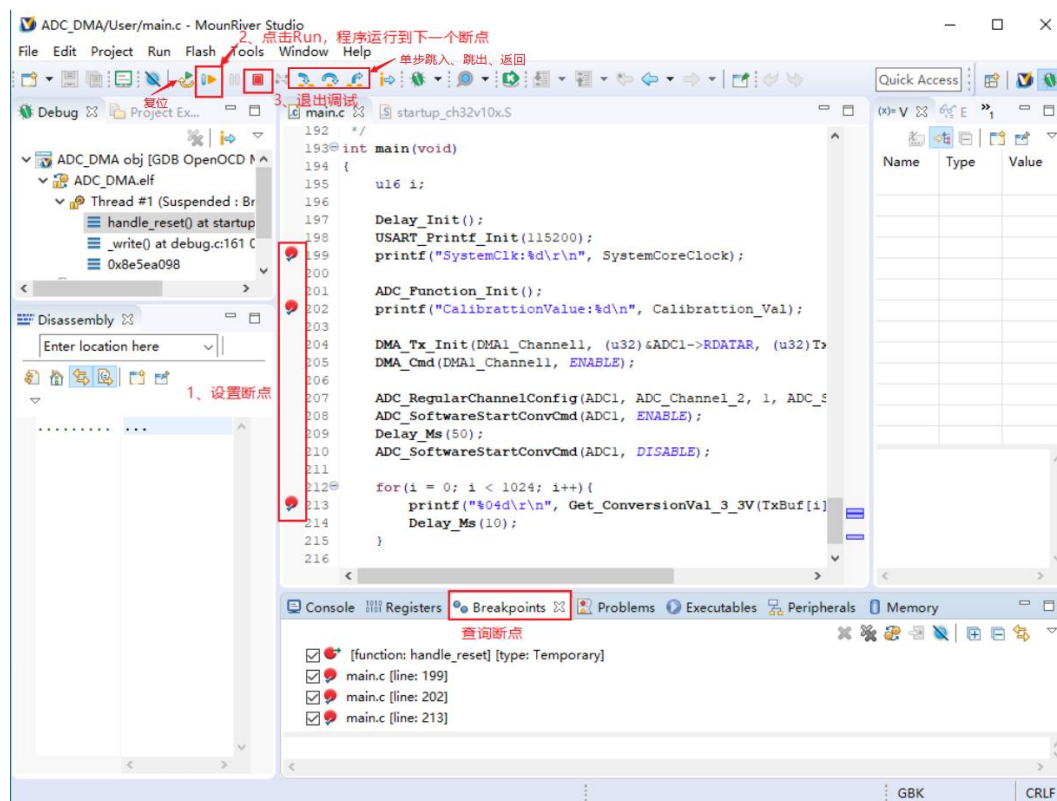 ADC_DMA/User/main.c - MounRiver Studio
2、点击Run，程序运行到下一个断点
File Edit Project Run Flash Tools Window Help
单步跳入、跳出、返回
Quick Access
复位
3、退出调试
Debug
Project Ex...
main.c
startup_ch32v10x.S
(x)= V
E
»1
ADC_DMA obj [GDB OpenOCD
ADC_DMA.elf
Thread #1 (Suspended : Br
handle_reset() at startup
_write() at debug.c:161
0x8e5ea098
Name Type Value
192 */
193 int main(void)
194 {
195 u16 i;
196
197 Delay_Init();
198 USART_Printf_Init(115200);
199 printf("SystemClk:%d\r\n", SystemCoreClock);
200
201 ADC_Function_Init();
202 printf("CalibrattionValue:%d\n", Calibrattion_Val);
203
204 DMA_Tx_Init(DMA1_Channel1, (u32)&ADC1->RDATAR, (u32)Tx
205 DMA_Cmd(DMA1_Channel1, ENABLE);
206
207 ADC_RegularChannelConfig(ADC1, ADC_Channel_2, 1, ADC_S
208 ADC_SoftwareStartConvCmd(ADC1, ENABLE);
209 Delay_Ms(50);
210 ADC_SoftwareStartConvCmd(ADC1, DISABLE);
211
212 for(i = 0; i < 1024; i++){
213 printf("%04d\r\n", Get_ConversionVal_3_3V(TxBuf[i]
214 Delay_Ms(10);
215 }
216
Disassembly
Enter location here
1、设置断点
......... ...
Console Registers Breakpoints Problems Executables Peripherals Memory
查询断点
[function: handle_reset] [type: Temporary]
main.c [line: 199]
main.c [line: 202]
main.c [line: 213]
GBK CRLF